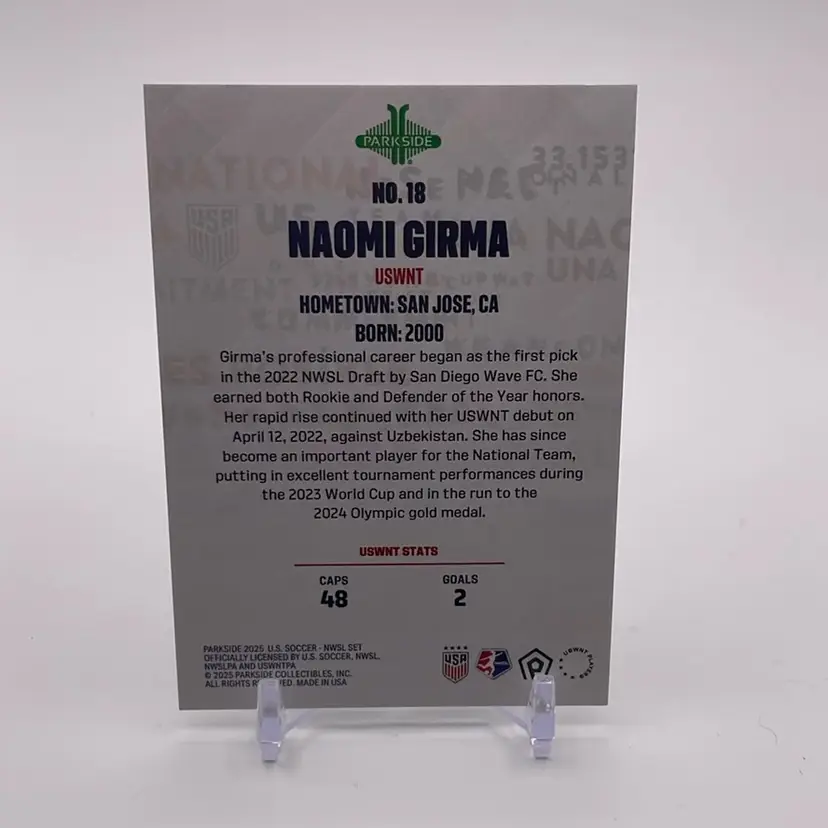 PARKSIDE
NO. 18
NAOMI GIRMA
USWNT
HOMETOWN: SAN JOSE, CA
BORN: 2000
Girma's professional career began as the first pick
in the 2022 NWSL Draft by San Diego Wave FC. She
earned both Rookie and Defender of the Year honors.
Her rapid rise continued with her USWNT debut on
April 12, 2022, against Uzbekistan. She has since
become an important player for the National Team,
putting in excellent tournament performances during
the 2023 World Cup and in the run to the
2024 Olympic gold medal.
USWNT STATS
CAPS GOALS
48 2
PARKSIDE 2025 U.S. SOCCER - NWSL SET
OFFICIALLY LICENSED BY U.S. SOCCER, NWSL,
NWSLPA AND USWNTPA
© 2025 PARKSIDE COLLECTIBLES, INC.
ALL RIGHTS MADE IN USA
USA
USWNT PLAYERS
NATIONAL
USA